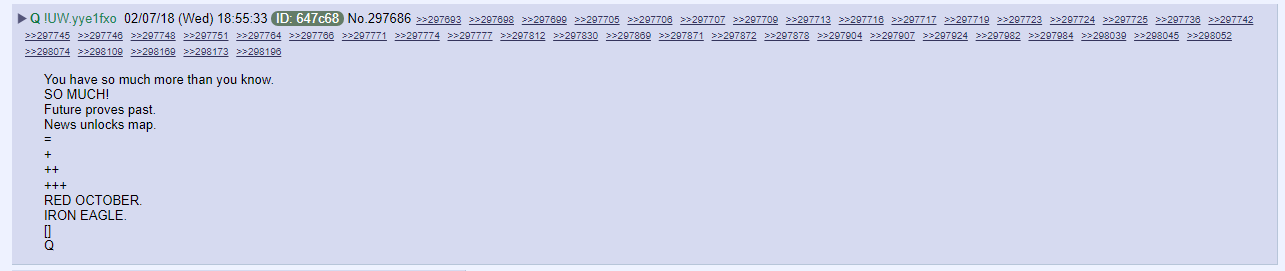 ▶ Q !UW.yye1fxo 02/07/18 (Wed) 18:55:33 ID: 647c68 No.297686 >>297693 >>297698 >>297699 >>297705 >>297706 >>297707 >>297709 >>297713 >>297716 >>297717 >>297719 >>297723 >>297724 >>297725 >>297736 >>297742
>>297745 >>297746 >>297748 >>297751 >>297764 >>297766 >>297771 >>297774 >>297777 >>297812 >>297830 >>297869 >>297871 >>297872 >>297878 >>297904 >>297907 >>297924 >>297982 >>297984 >>298039 >>298045 >>298052
>>298074 >>298109 >>298169 >>298173 >>298196
You have so much more than you know.
SO MUCH!
Future proves past.
News unlocks map.
=
+
++
+++
RED OCTOBER.
IRON EAGLE.
[]
Q